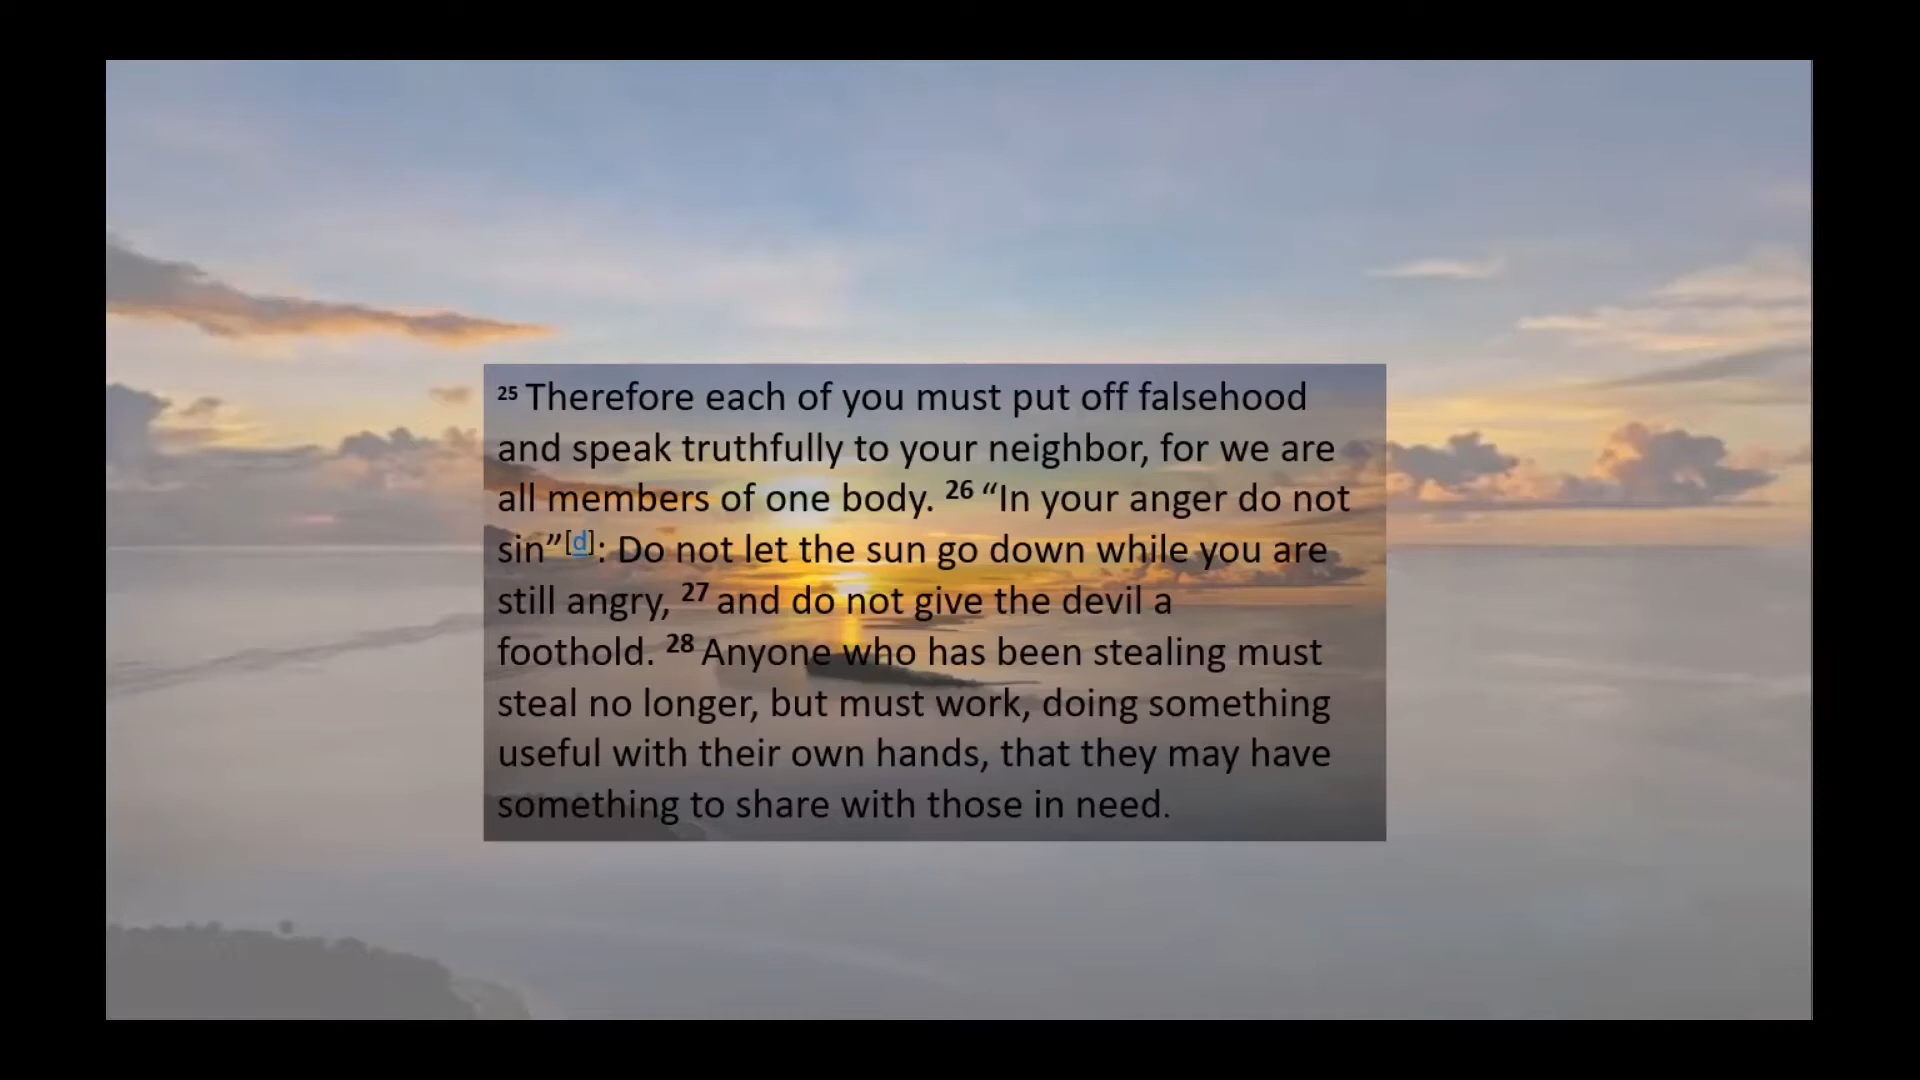 25 Therefore each of you must put off falsehood
and speak truthfully to your neighbor, for we are
all members of one body. 26 “In your anger do not
sin”[d]: Do not let the sun go down while you are
still angry, 27 and do not give the devil a
foothold. 28 Anyone who has been stealing must
steal no longer, but must work, doing something
useful with their own hands, that they may have
something to share with those in need.